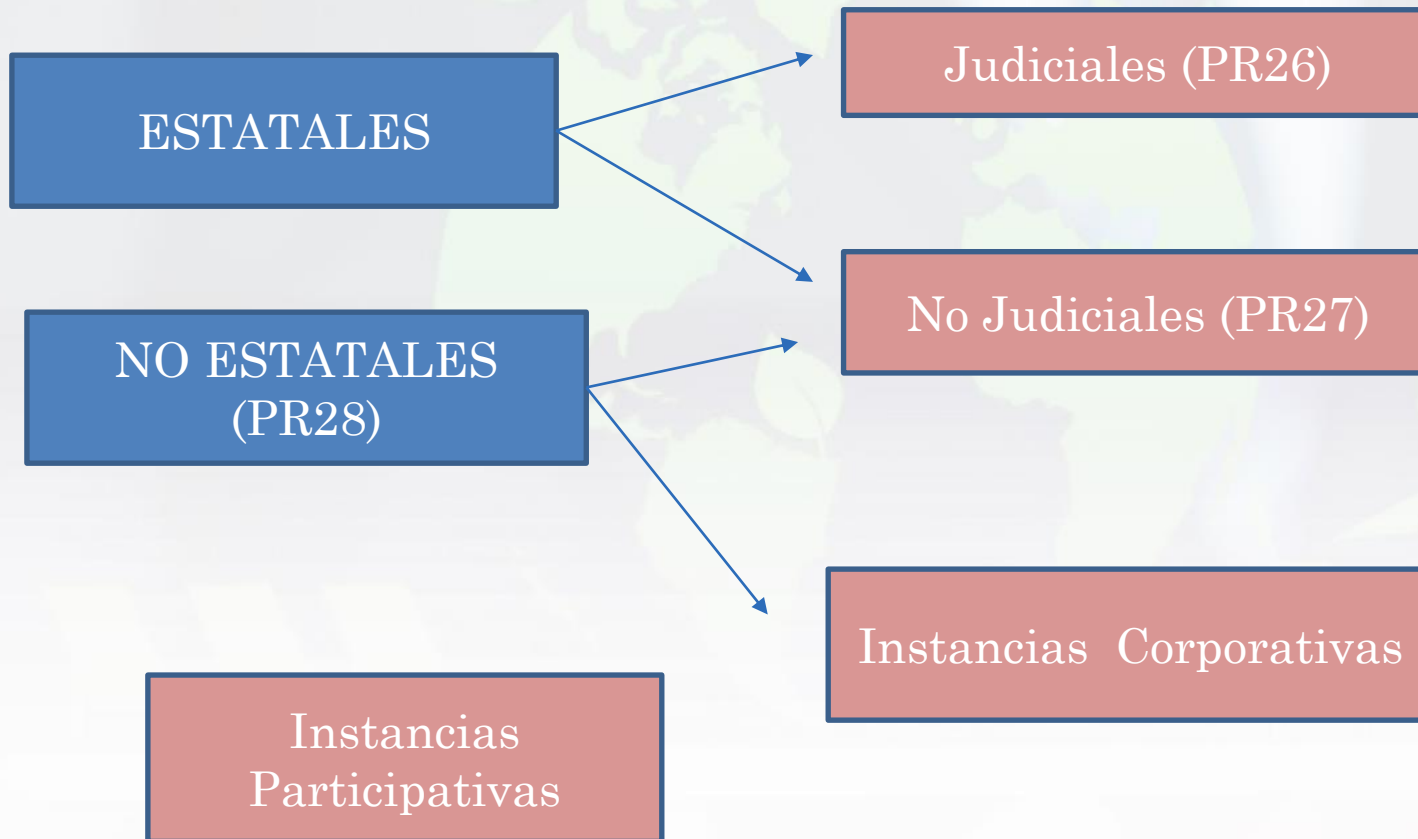 Judiciales (PR26)
ESTATALES
No Judiciales (PR27)
NO ESTATALES
(PR28)
Instancias Corporativas
Instancias
Participativas